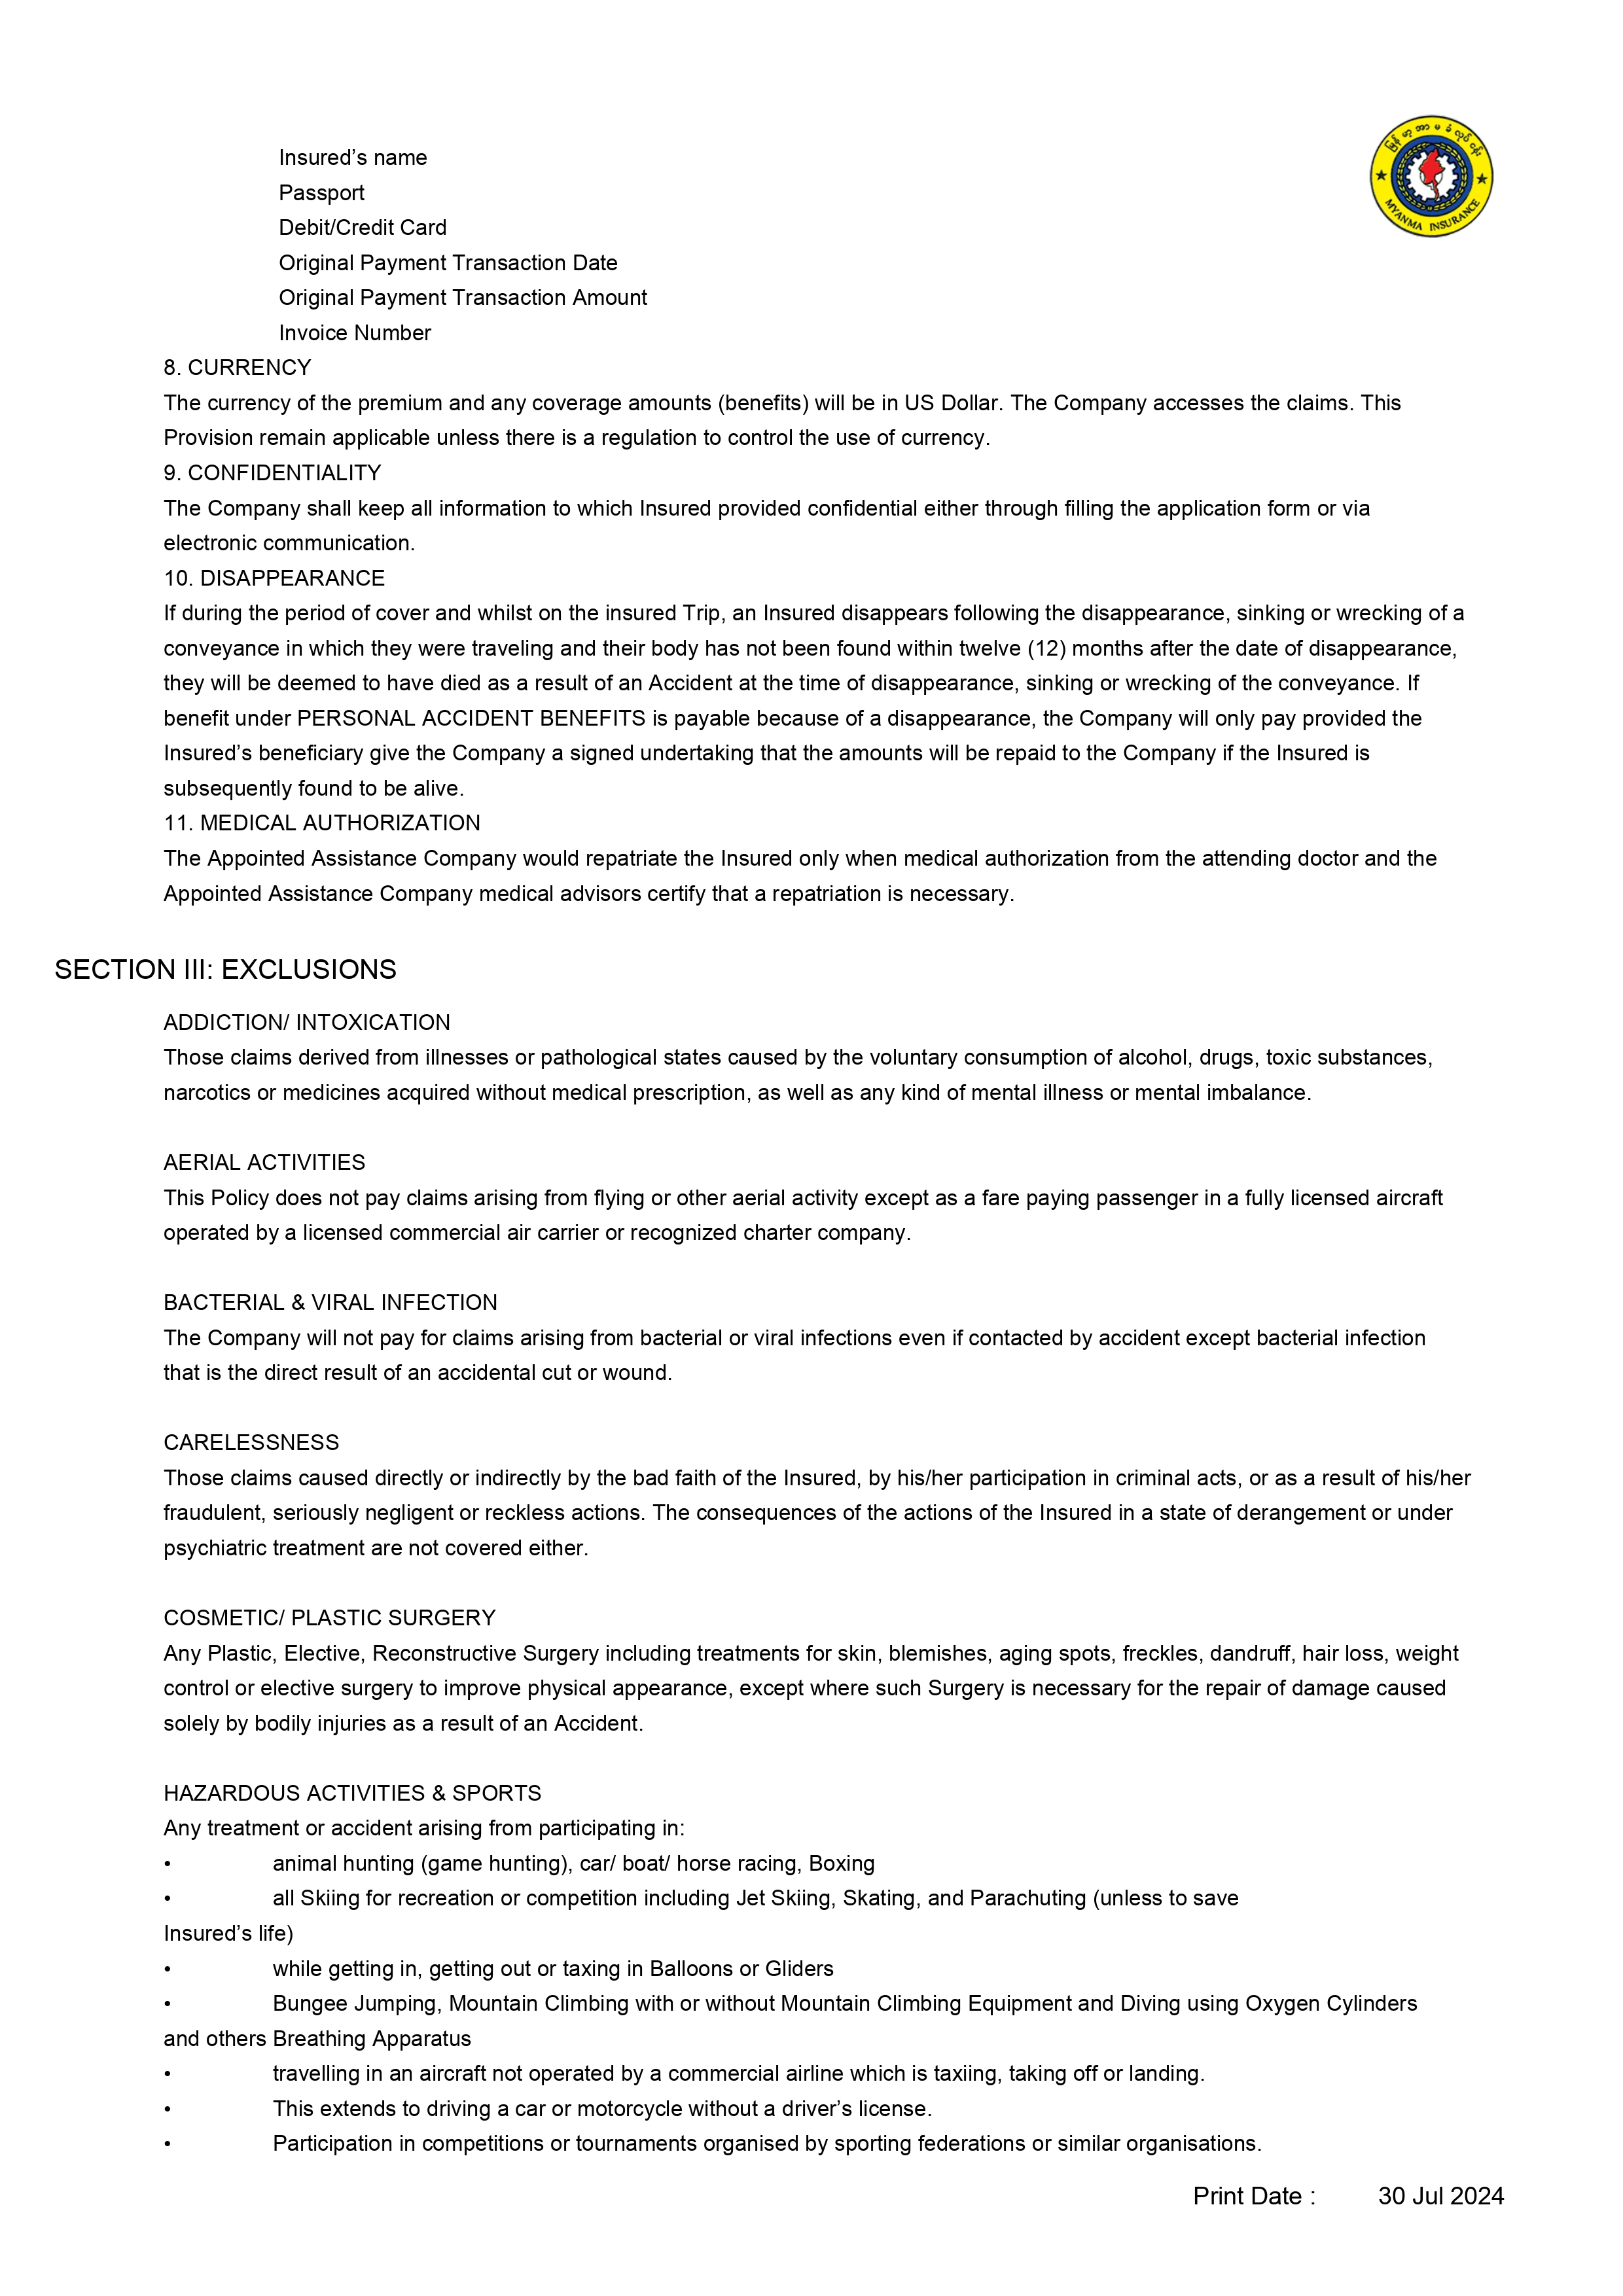 မြန်မာ့အာမခံလုပ်ငန်း
MYANMA INSURANCE
Insured’s name
Passport
Debit/Credit Card
Original Payment Transaction Date
Original Payment Transaction Amount
Invoice Number
8. CURRENCY
The currency of the premium and any coverage amounts (benefits) will be in US Dollar. The Company accesses the claims. This
Provision remain applicable unless there is a regulation to control the use of currency.
9. CONFIDENTIALITY
The Company shall keep all information to which Insured provided confidential either through filling the application form or via
electronic communication.
10. DISAPPEARANCE
If during the period of cover and whilst on the insured Trip, an Insured disappears following the disappearance, sinking or wrecking of a
conveyance in which they were traveling and their body has not been found within twelve (12) months after the date of disappearance,
they will be deemed to have died as a result of an Accident at the time of disappearance, sinking or wrecking of the conveyance. If
benefit under PERSONAL ACCIDENT BENEFITS is payable because of a disappearance, the Company will only pay provided the
Insured’s beneficiary give the Company a signed undertaking that the amounts will be repaid to the Company if the Insured is
subsequently found to be alive.
11. MEDICAL AUTHORIZATION
The Appointed Assistance Company would repatriate the Insured only when medical authorization from the attending doctor and the
Appointed Assistance Company medical advisors certify that a repatriation is necessary.
SECTION III: EXCLUSIONS
ADDICTION/ INTOXICATION
Those claims derived from illnesses or pathological states caused by the voluntary consumption of alcohol, drugs, toxic substances,
narcotics or medicines acquired without medical prescription, as well as any kind of mental illness or mental imbalance.
AERIAL ACTIVITIES
This Policy does not pay claims arising from flying or other aerial activity except as a fare paying passenger in a fully licensed aircraft
operated by a licensed commercial air carrier or recognized charter company.
BACTERIAL & VIRAL INFECTION
The Company will not pay for claims arising from bacterial or viral infections even if contacted by accident except bacterial infection
that is the direct result of an accidental cut or wound.
CARELESSNESS
Those claims caused directly or indirectly by the bad faith of the Insured, by his/her participation in criminal acts, or as a result of his/her
fraudulent, seriously negligent or reckless actions. The consequences of the actions of the Insured in a state of derangement or under
psychiatric treatment are not covered either.
COSMETIC/ PLASTIC SURGERY
Any Plastic, Elective, Reconstructive Surgery including treatments for skin, blemishes, aging spots, freckles, dandruff, hair loss, weight
control or elective surgery to improve physical appearance, except where such Surgery is necessary for the repair of damage caused
solely by bodily injuries as a result of an Accident.
HAZARDOUS ACTIVITIES & SPORTS
Any treatment or accident arising from participating in:
• animal hunting (game hunting), car/ boat/ horse racing, Boxing
• all Skiing for recreation or competition including Jet Skiing, Skating, and Parachuting (unless to save
Insured’s life)
• while getting in, getting out or taxing in Balloons or Gliders
• Bungee Jumping, Mountain Climbing with or without Mountain Climbing Equipment and Diving using Oxygen Cylinders
and others Breathing Apparatus
• travelling in an aircraft not operated by a commercial airline which is taxiing, taking off or landing.
• This extends to driving a car or motorcycle without a driver’s license.
• Participation in competitions or tournaments organised by sporting federations or similar organisations.
Print Date : 30 Jul 2024